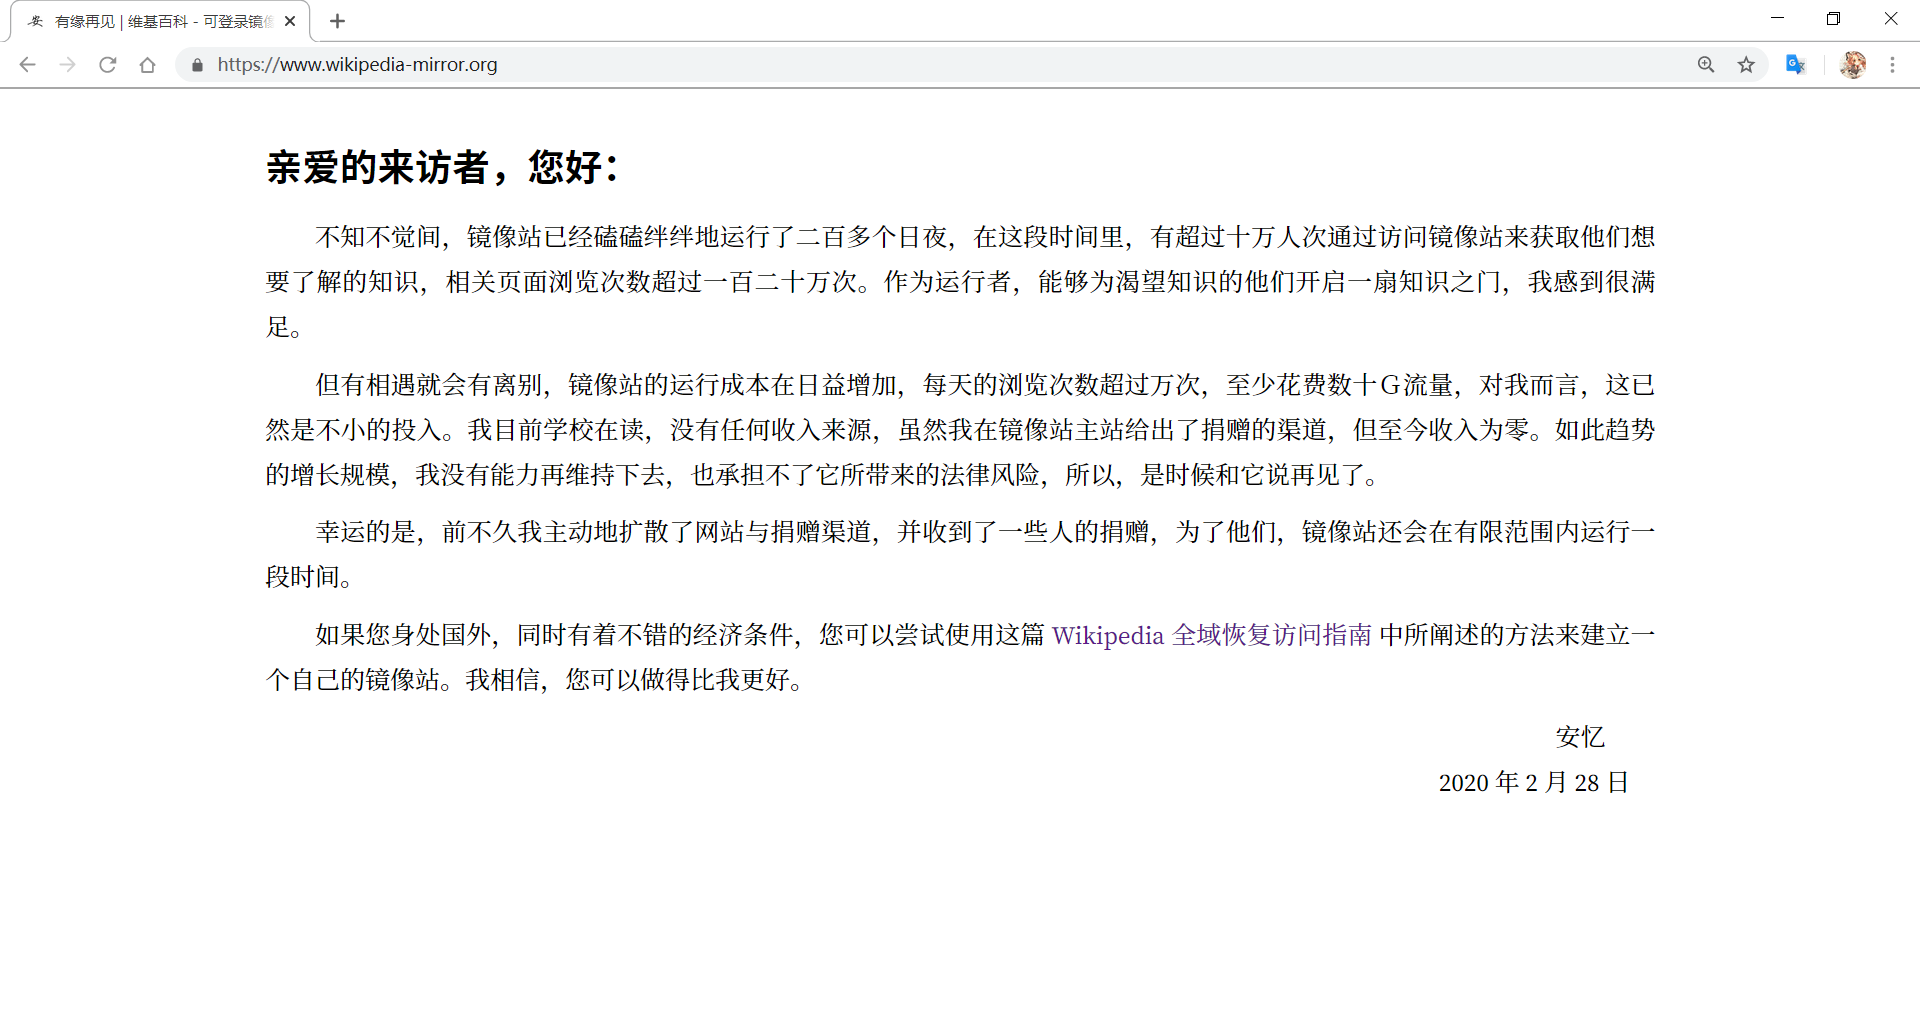 安 有缘再见 | 维基百科 - 可登录镜像
https://www.wikipedia-mirror.org
亲爱的来访者，您好：
不知不觉间，镜像站已经磕磕绊绊地运行了二百多个日夜，在这段时间里，有超过十万人次通过访问镜像站来获取他们想
要了解的知识，相关页面浏览次数超过一百二十万次。作为运行者，能够为渴望知识的他们开启一扇知识之门，我感到很满
足。
但有相遇就会有离别，镜像站的运行成本在日益增加，每天的浏览次数超过万次，至少花费数十G流量，对我而言，这已
然是不小的投入。我目前学校在读，没有任何收入来源，虽然我在镜像站主站给出了捐赠的渠道，但至今收入为零。如此趋势
的增长规模，我没有能力再维持下去，也承担不了它所带来的法律风险，所以，是时候和它说再见了。
幸运的是，前不久我主动地扩散了网站与捐赠渠道，并收到了一些人的捐赠，为了他们，镜像站还会在有限范围内运行一
段时间。
如果您身处国外，同时有着不错的经济条件，您可以尝试使用这篇 Wikipedia 全域恢复访问指南 中所阐述的方法来建立一
个自己的镜像站。我相信，您可以做得比我更好。
安忆
2020 年 2 月 28 日